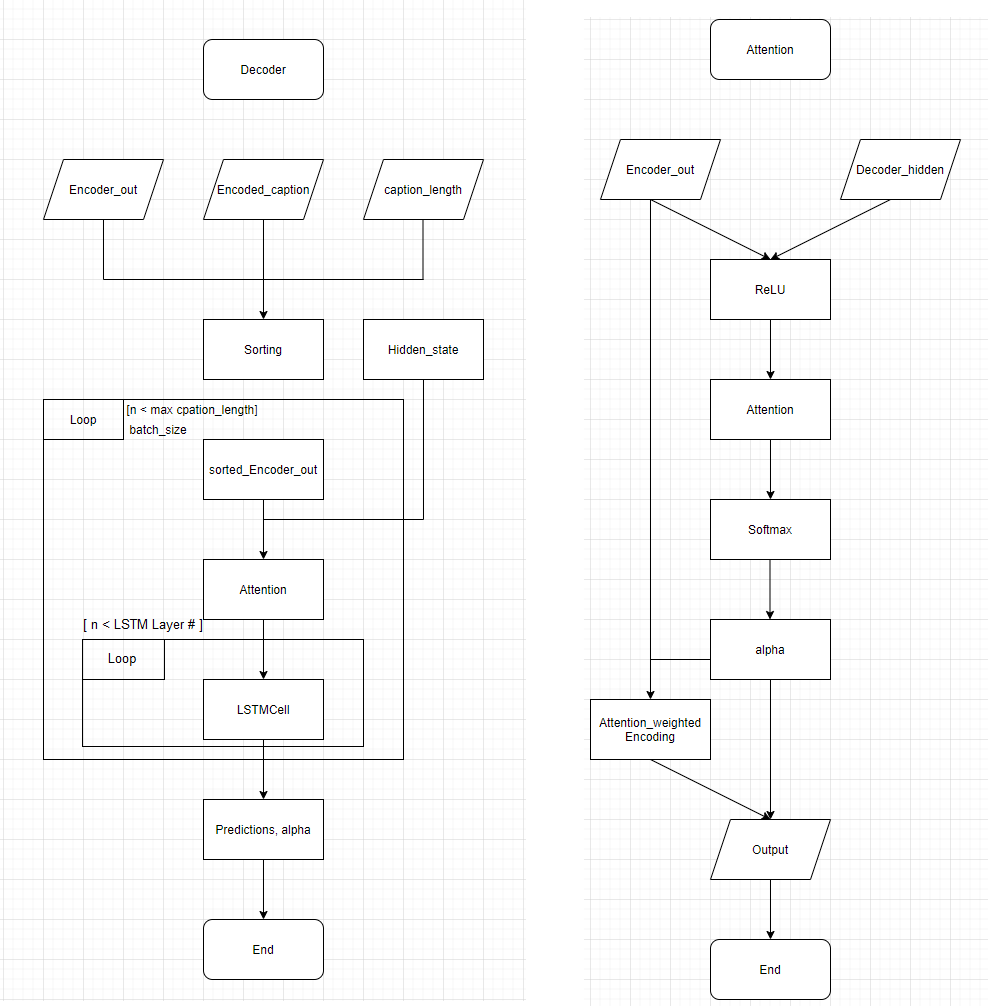 Decoder
Encoder_out
Encoded_caption
caption_length
Sorting
Hidden_state
Loop
[n < max cpation_length]
batch_size
sorted_Encoder_out
Attention
[ n < LSTM Layer # ]
Loop
LSTMCell
Predictions, alpha
End
Attention
Encoder_out
Decoder_hidden
ReLU
Attention
Softmax
alpha
Attention_weighted
Encoding
Output
End